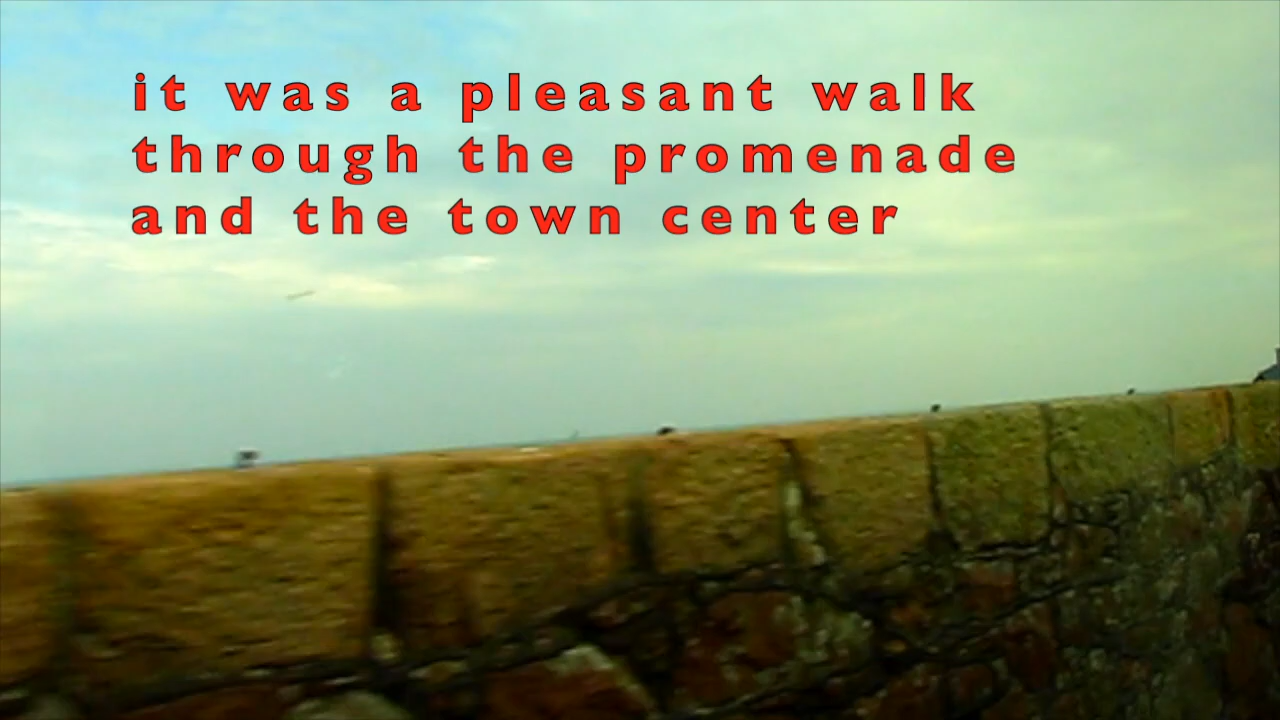 it was a pleasant walk
through the promenade
and the town center